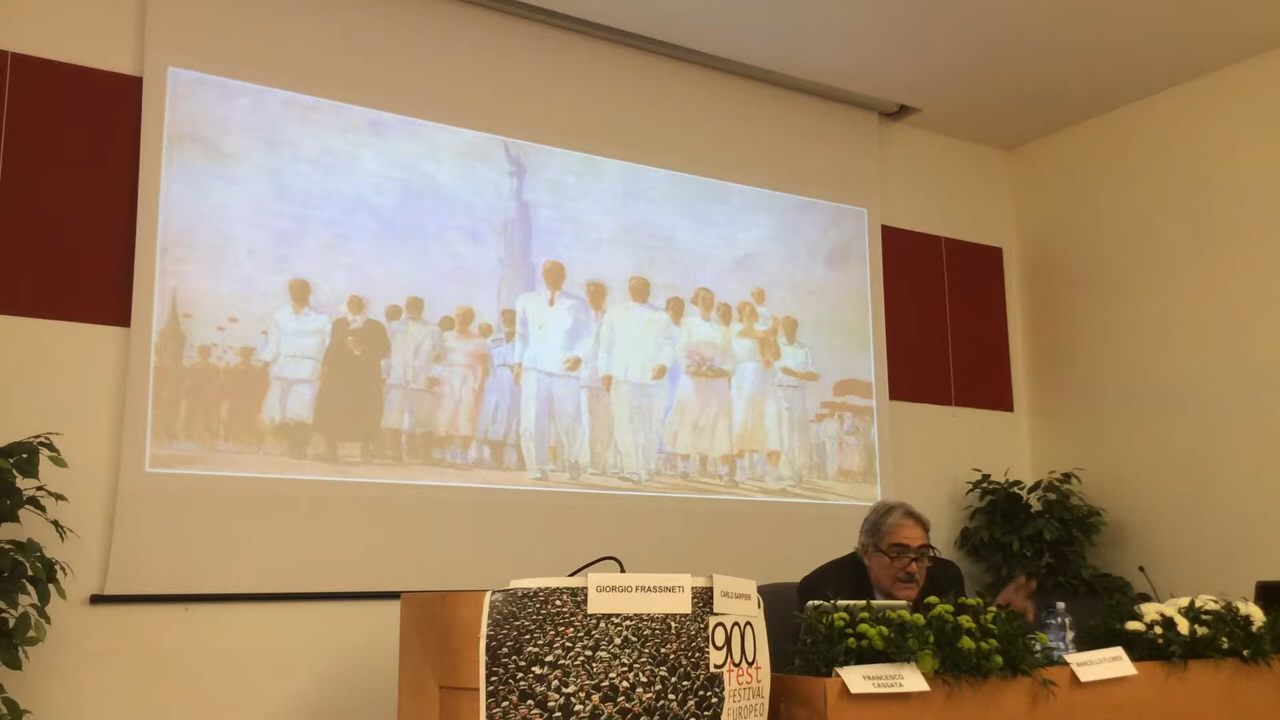 GIORGIO FRASSINETI
CARLO SARPIERI
900
fest
FESTIVAL
EUROPEO
FRANCESCO
CASSATA
MARCELLO FLORES